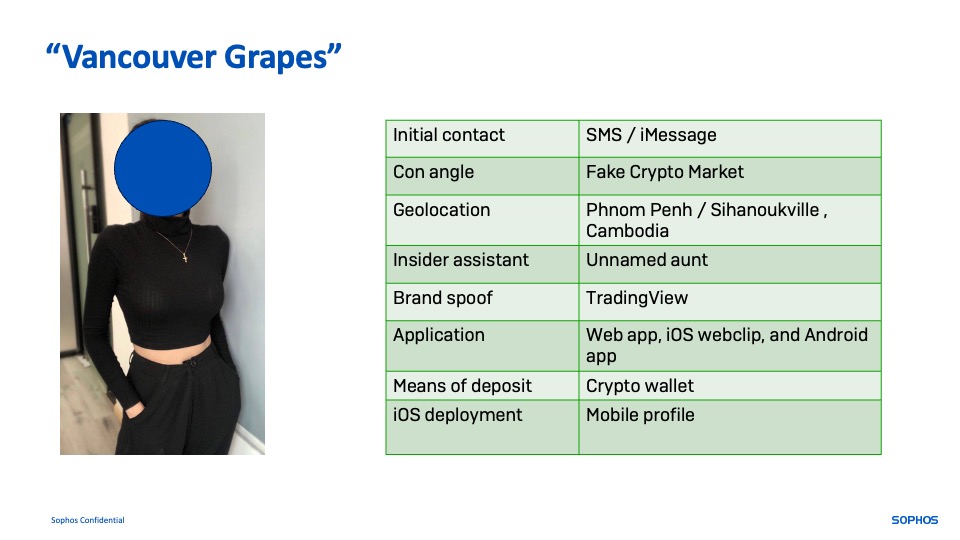 “Vancouver Grapes”
Initial contact
SMS / iMessage
Con angle
Fake Crypto Market
Geolocation
Phnom Penh / Sihanoukville ,
Cambodia
Insider assistant
Unnamed aunt
Brand spoof
TradingView
Application
Web app, iOS webclip, and Android
app
Means of deposit
Crypto wallet
iOS deployment
Mobile profile
Sophos Confidential
SOPHOS